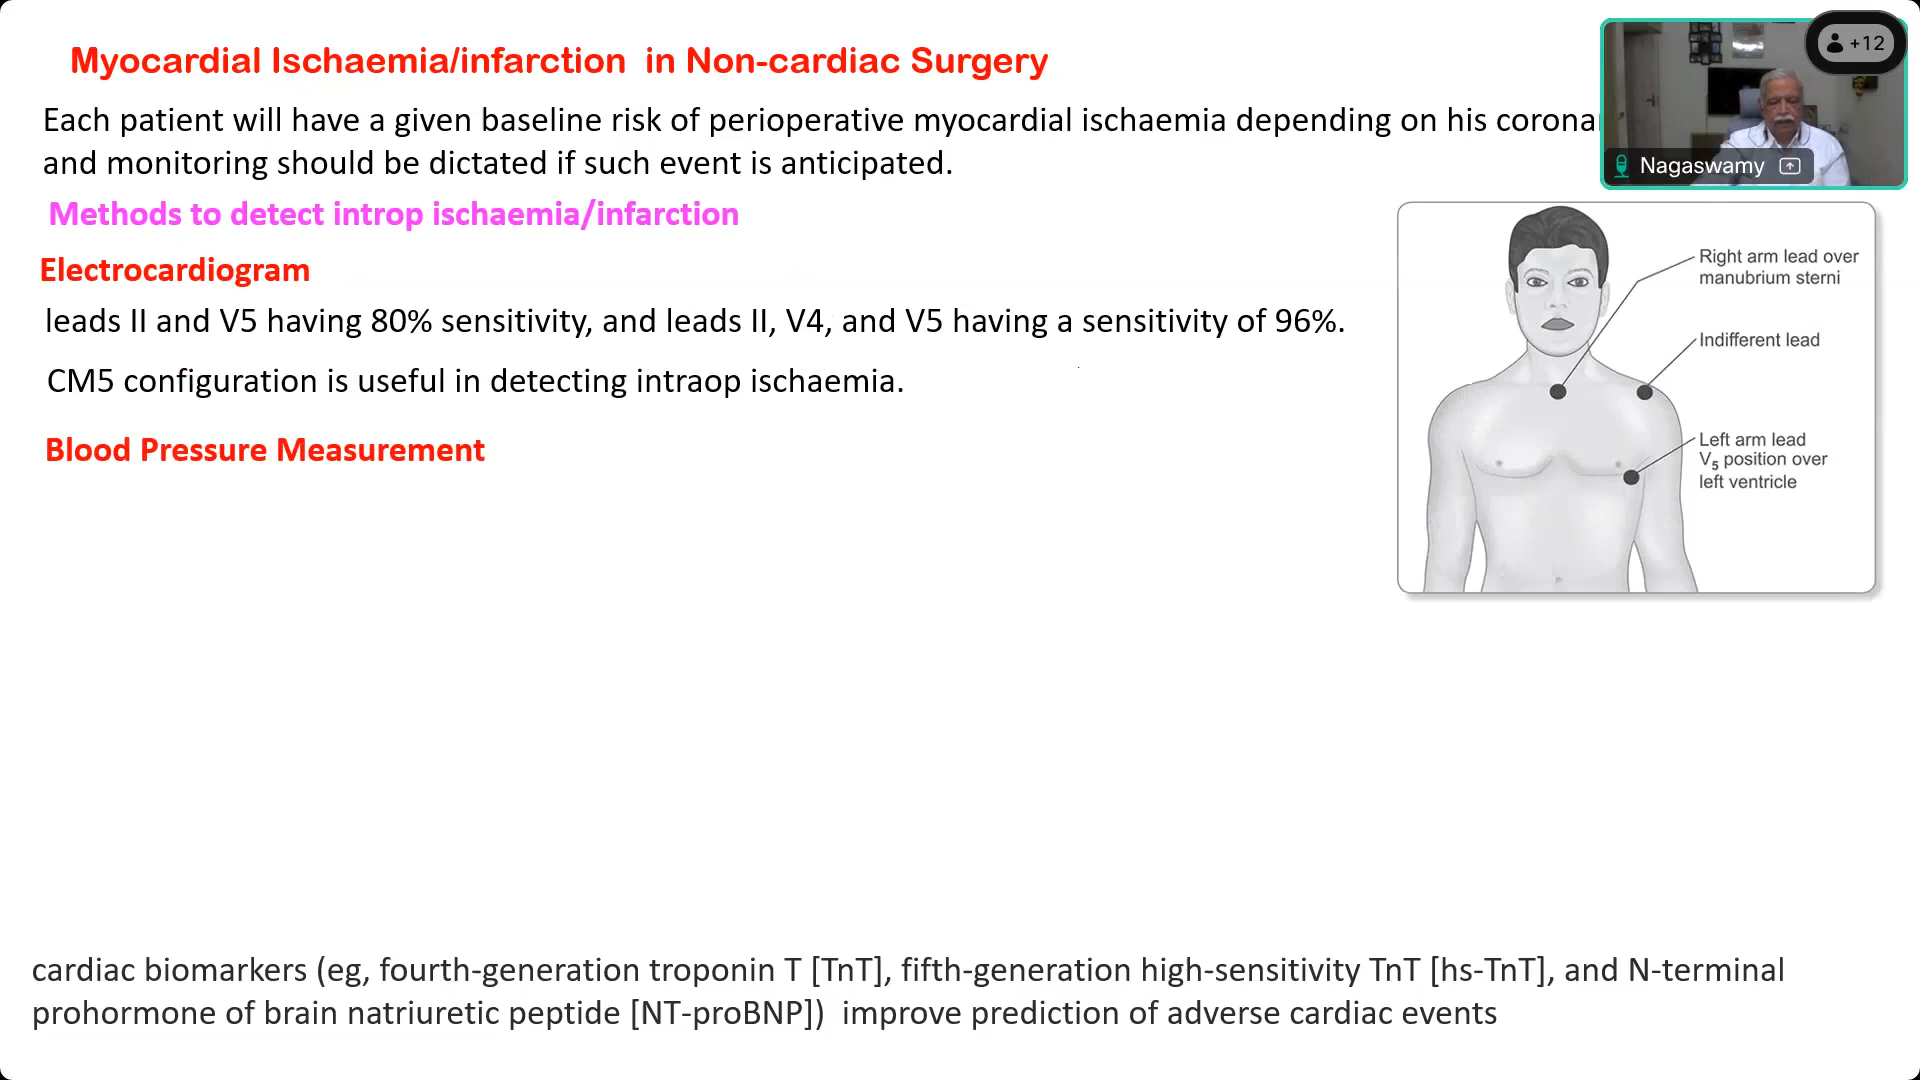 Myocardial Ischaemia/infarction in Non-cardiac Surgery
+12
Each patient will have a given baseline risk of perioperative myocardial ischaemia depending on his
and monitoring should be dictated if such event is anticipated.
Nagaswamy
Methods to detect introp ischaemia/infarction
Electrocardiogram
leads II and V5 having 80% sensitivity, and leads II, V4, and V5 having a sensitivity of 96%.
CM5 configuration is useful in detecting intraop ischaemia.
Blood Pressure Measurement
Right arm lead over
manubrium sterni
Indifferent lead
Left arm lead
V5 position over
left ventricle
cardiac biomarkers (eg, fourth-generation troponin T [TnT], fifth-generation high-sensitivity TnT [hs-TnT], and N-terminal
prohormone of brain natriuretic peptide [NT-proBNP]) improve prediction of adverse cardiac events